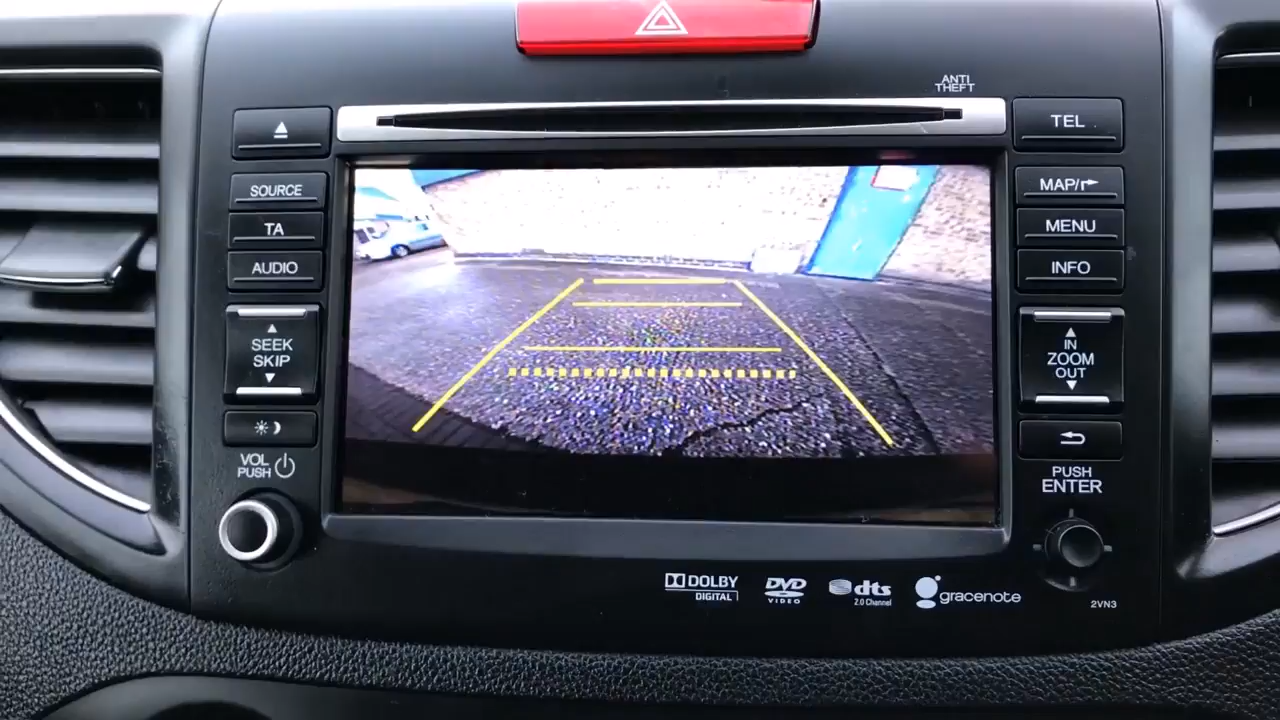 ANTI
THEFT
TEL
SOURCE
MAP/
TA
MENU
AUDIO
INFO
SEEK
SKIP
IN
ZOOM
OUT
VOL
PUSH
PUSH
ENTER
DOLBY
DIGITAL
DVD
VIDEO
dts
2.0 Channel
gracenote
2VN3